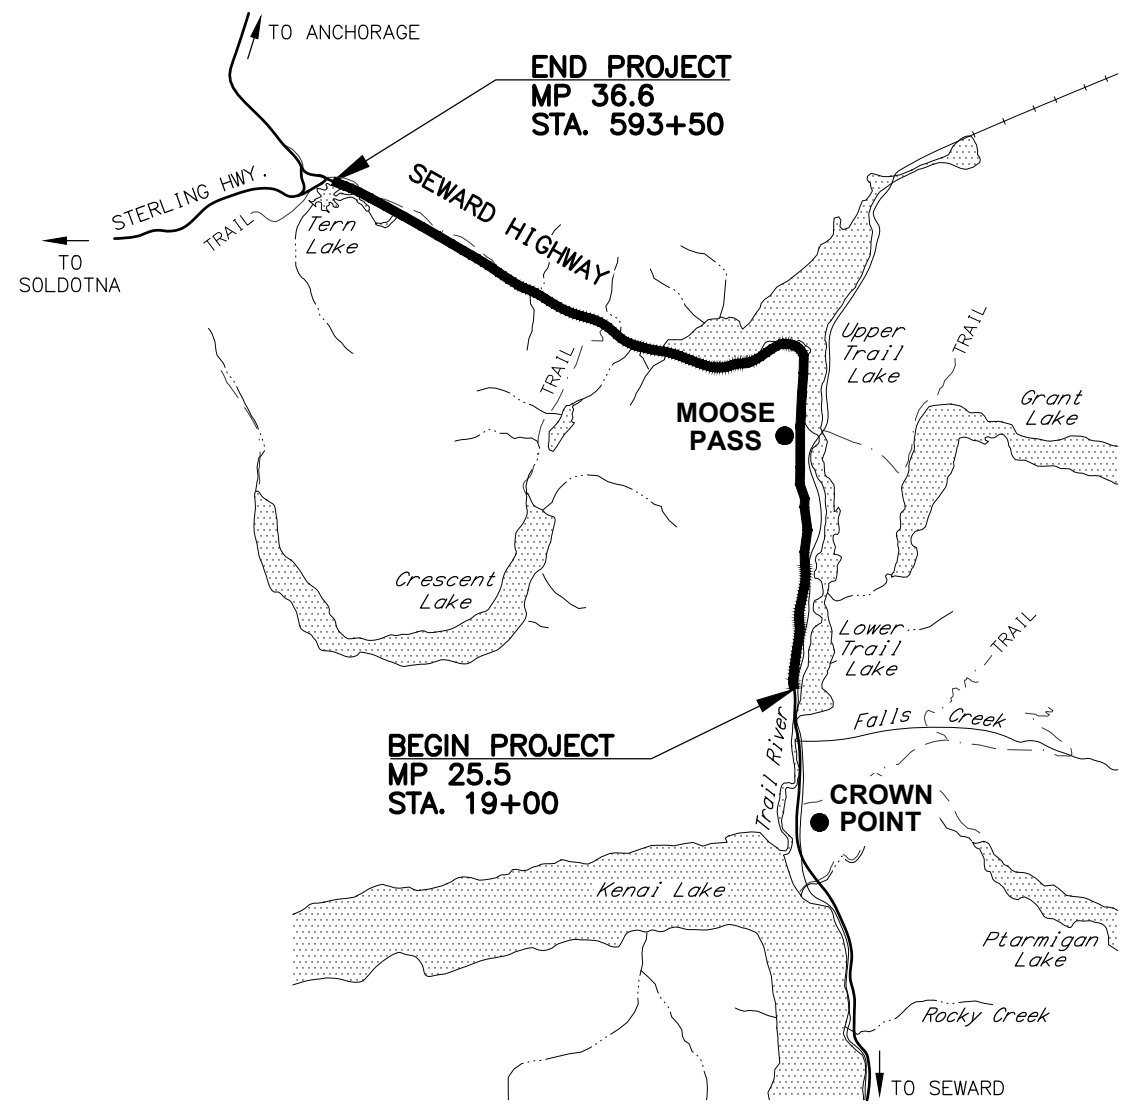 TO ANCHORAGE
END PROJECT
MP 36.6
STA. 593+50
STERLING HWY.
TRAIL
Tern
Lake
SEWARD HIGHWAY
TO
SOLDOTNA
Upper
Trail
Lake
TRAIL
TRAIL
Grant
Lake
MOOSE
PASS
Crescent
Lake
Lower
Trail
Lake
TRAIL
Falls Creek
BEGIN PROJECT
MP 25.5
STA. 19+00
Trail River
CROWN
POINT
Kenai Lake
Ptarmigan
Lake
Rocky Creek
TO SEWARD